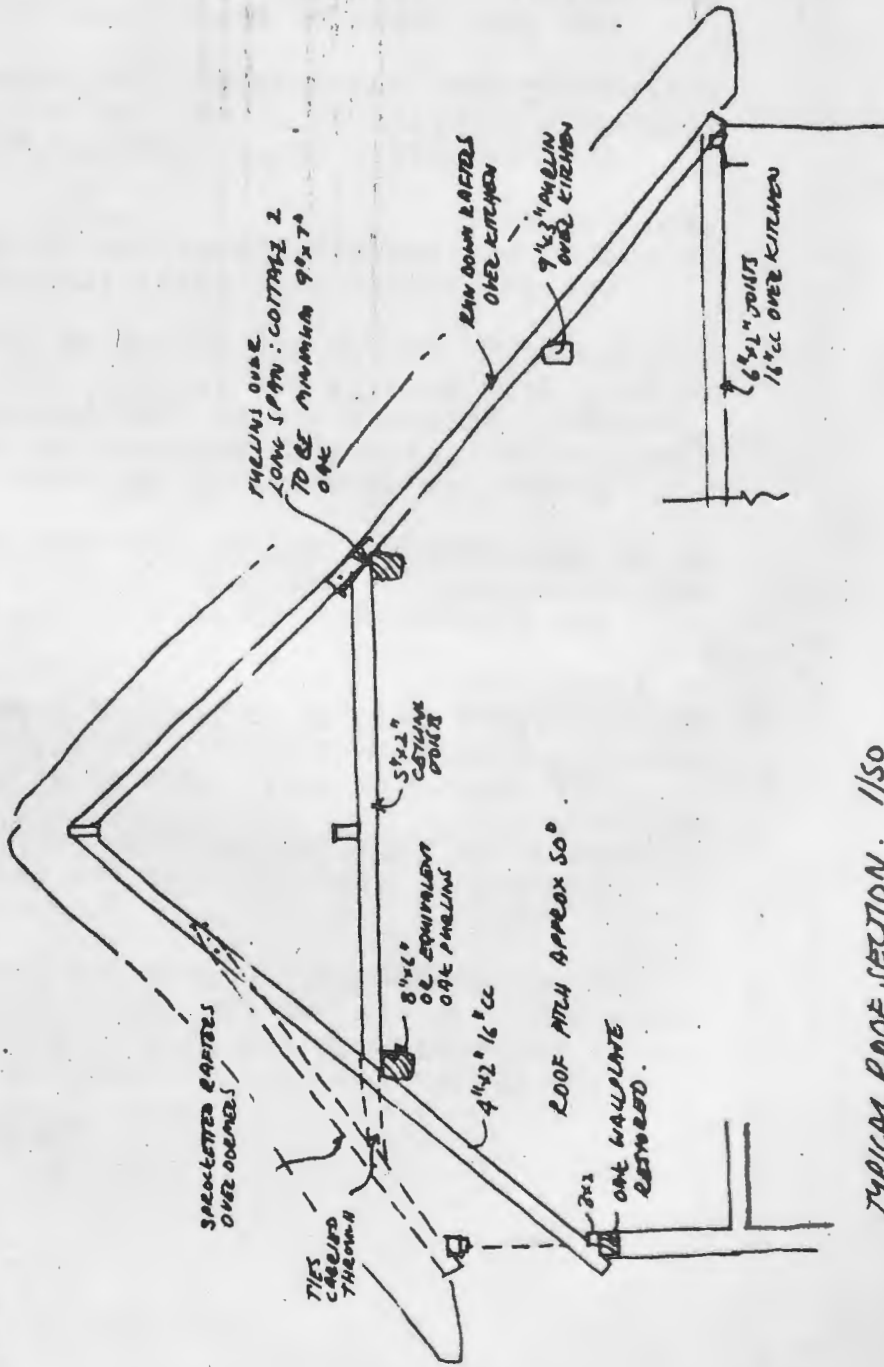 PURLINS OVER
LONG SPAN : COTTAGE 2
TO BE MINIMUM 9"x7"
OAK
RUN DOWN RAFTERS
OVER KITCHEN
9"x3" PURLIN
OVER KITCHEN
6"x2" JOISTS
16"CC OVER KITCHEN
SPROCKETTED RAFTERS
OVER DORMERS
TIES
CARRIED
THROUGH
5"x2"
CEILING
JOISTS
8"x6"
OR EQUIVALENT
OAK PURLINS
4"x2" 16"CC
ROOF PITCH APPROX 50°
OAK WALLPLATE
RESTORED.
TYPICAL ROOF SECTION. 1/50